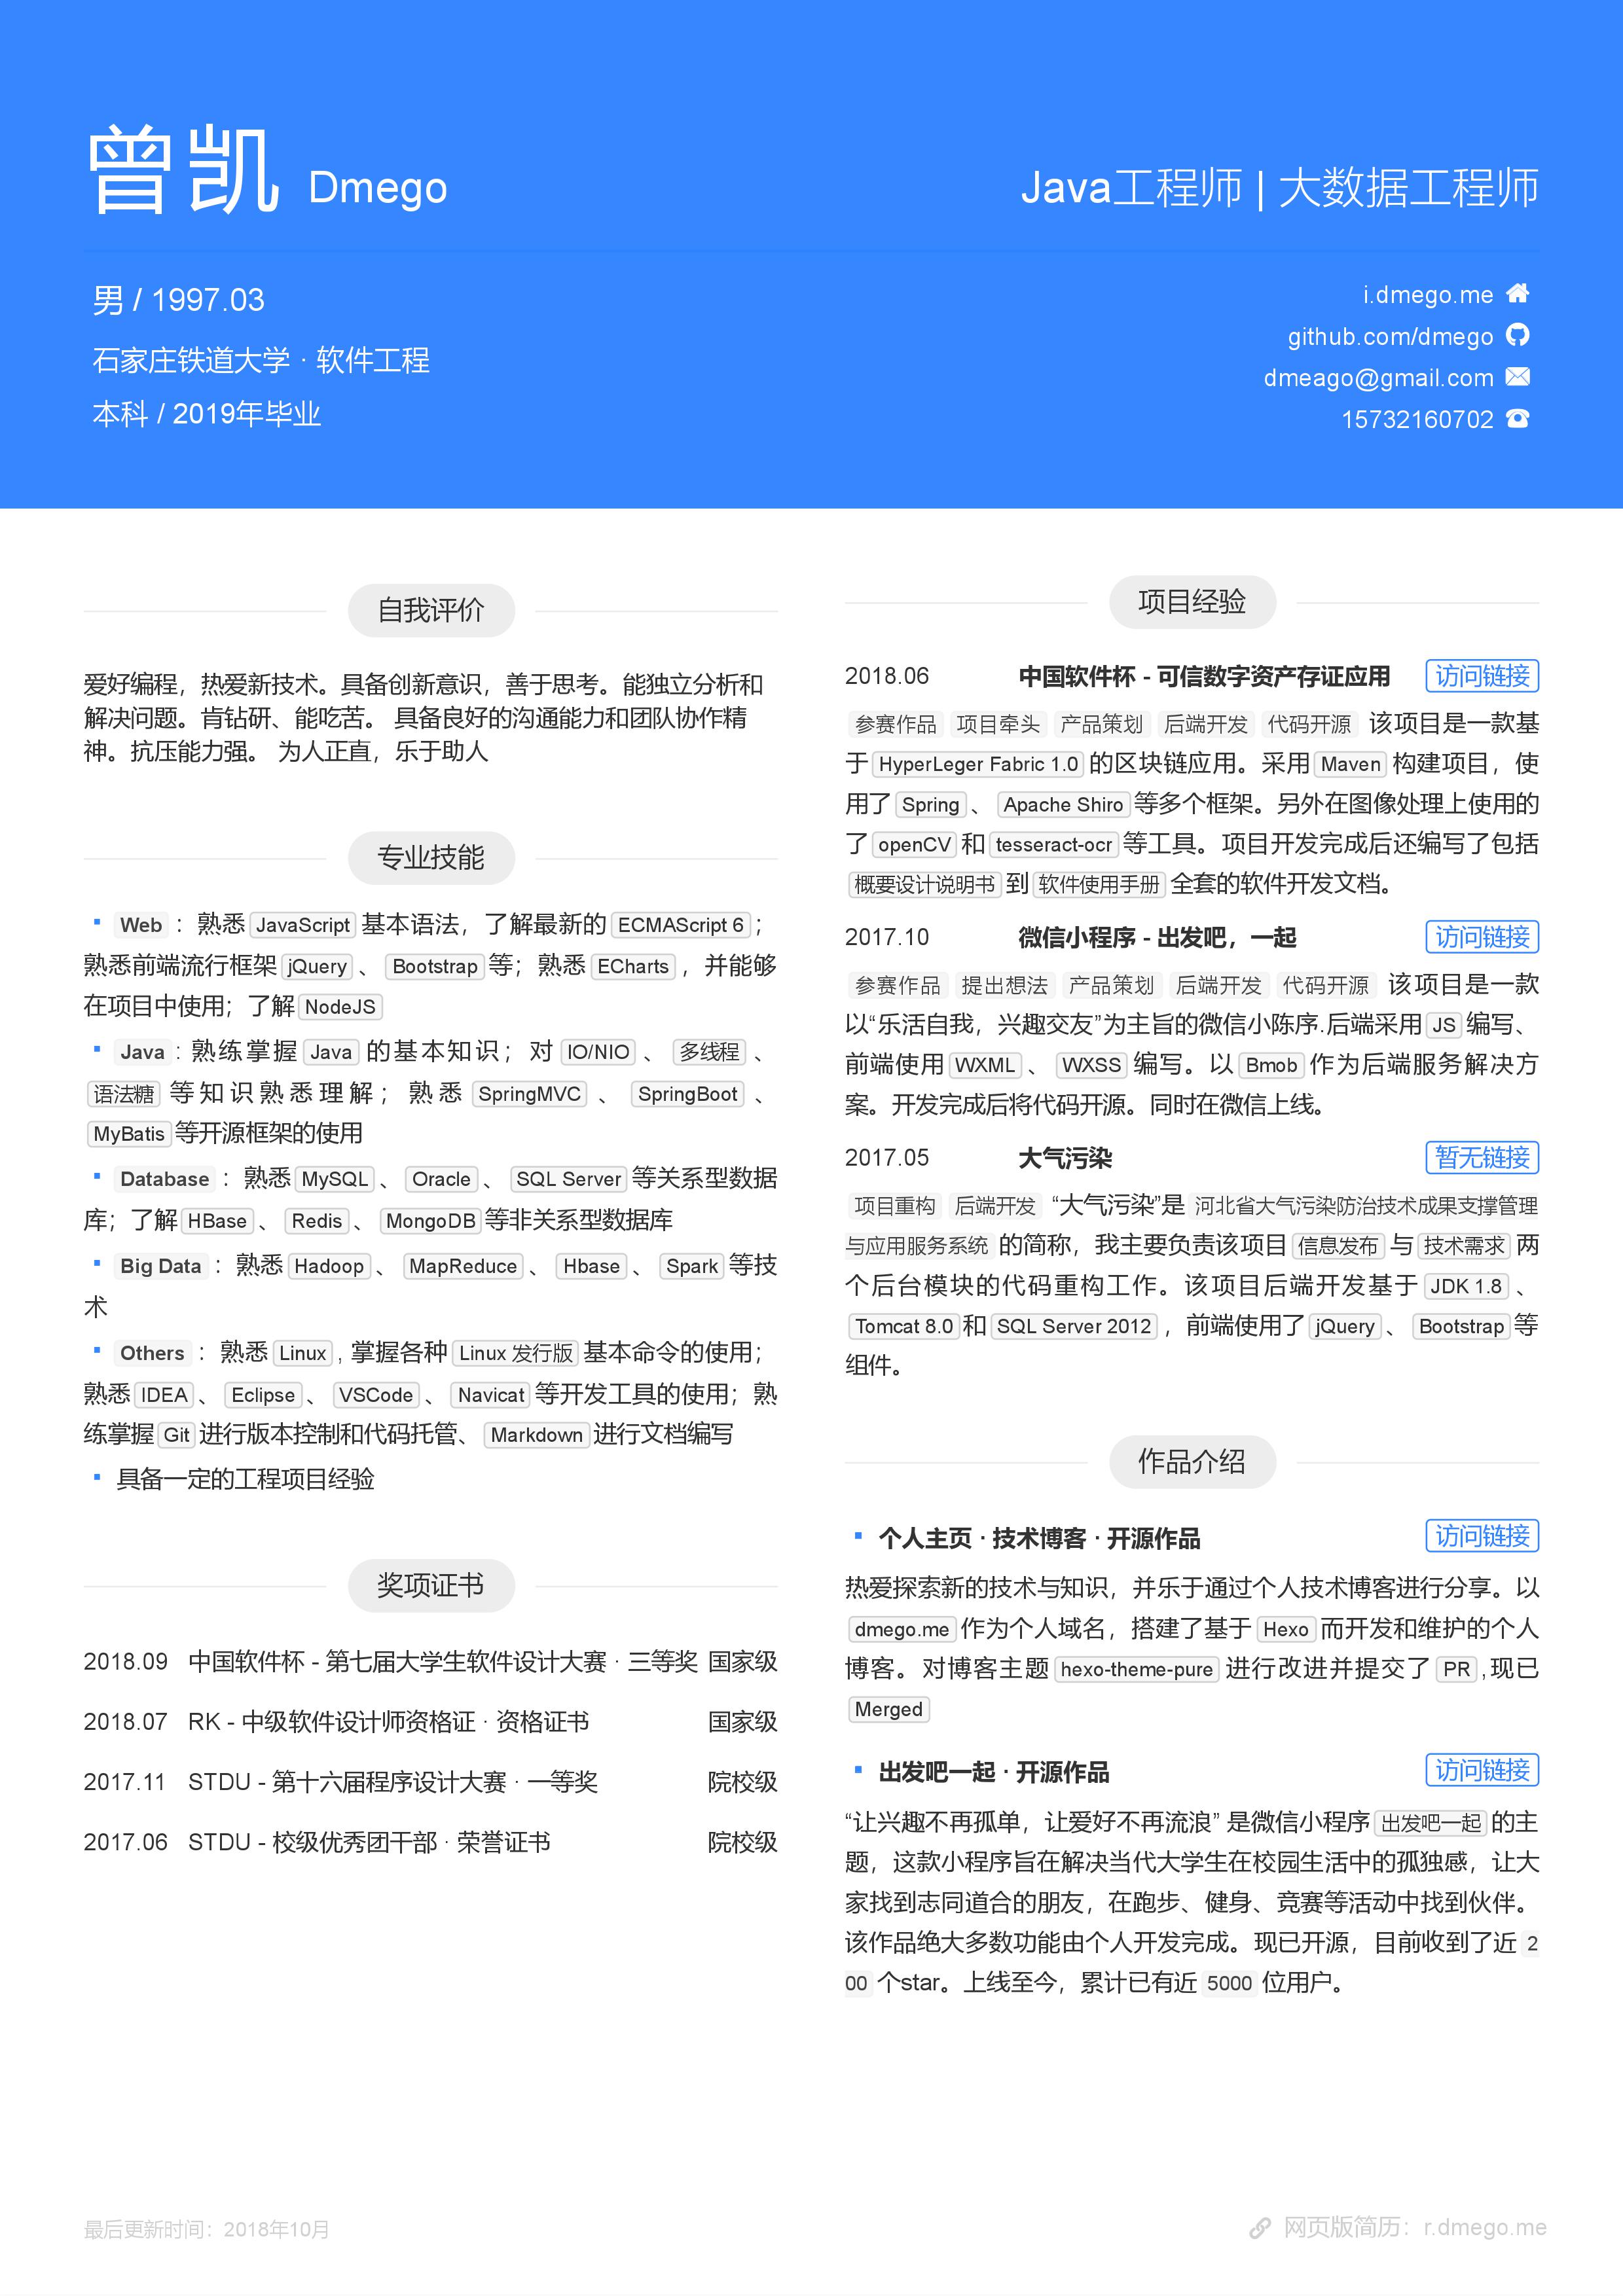 曾凯 Dmego
Java工程师 | 大数据工程师
男 / 1997.03
石家庄铁道大学 · 软件工程
本科 / 2019年毕业
i.dmego.me
github.com/dmego
dmeago@gmail.com
15732160702
自我评价
爱好编程，热爱新技术。具备创新意识，善于思考。能独立分析和
解决问题。肯钻研、能吃苦。 具备良好的沟通能力和团队协作精
神。抗压能力强。 为人正直，乐于助人
专业技能
Web ： 熟悉 JavaScript 基本语法，了解最新的 ECMAScript 6 ；
熟悉前端流行框架 jQuery 、 Bootstrap 等；熟悉 ECharts ，并能够
在项目中使用；了解 NodeJS
Java : 熟练掌握 Java 的基本知识；对 IO/NIO 、 多线程 、
语法糖 等知识熟悉理解；熟悉 SpringMVC 、 SpringBoot 、
MyBatis 等开源框架的使用
Database ： 熟悉 MySQL 、 Oracle 、 SQL Server 等关系型数据
库；了解 HBase 、 Redis 、 MongoDB 等非关系型数据库
Big Data ： 熟悉 Hadoop 、 MapReduce 、 Hbase 、 Spark 等技
术
Others ： 熟悉 Linux , 掌握各种 Linux 发行版 基本命令的使用；
熟悉 IDEA 、 Eclipse 、 VSCode 、 Navicat 等开发工具的使用；熟
练掌握 Git 进行版本控制和代码托管、 Markdown 进行文档编写
具备一定的工程项目经验
奖项证书
2018.09 中国软件杯 - 第七届大学生软件设计大赛 · 三等奖 国家级
2018.07 RK - 中级软件设计师资格证 · 资格证书 国家级
2017.11 STDU - 第十六届程序设计大赛 · 一等奖 院校级
2017.06 STDU - 校级优秀团干部 · 荣誉证书 院校级
项目经验
2018.06 中国软件杯 - 可信数字资产存证应用 访问链接
参赛作品 项目牵头 产品策划 后端开发 代码开源 该项目是一款基
于 HyperLeger Fabric 1.0 的区块链应用。采用 Maven 构建项目，使
用了 Spring 、 Apache Shiro 等多个框架。另外在图像处理上使用的
了 openCV 和 tesseract-ocr 等工具。项目开发完成后还编写了包括
概要设计说明书 到 软件使用手册 全套的软件开发文档。
2017.10 微信小程序 - 出发吧，一起 访问链接
参赛作品 提出想法 产品策划 后端开发 代码开源 该项目是一款
以“乐活自我，兴趣交友”为主旨的微信小陈序.后端采用 JS 编写、
前端使用 WXML 、 WXSS 编写。以 Bmob 作为后端服务解决方
案。开发完成后将代码开源。同时在微信上线。
2017.05 大气污染 暂无链接
项目重构 后端开发 “大气污染”是 河北省大气污染防治技术成果支撑管理
与应用服务系统 的简称，我主要负责该项目 信息发布 与 技术需求 两
个后台模块的代码重构工作。该项目后端开发基于 JDK 1.8 、
Tomcat 8.0 和 SQL Server 2012 ，前端使用了 jQuery 、 Bootstrap 等
组件。
作品介绍
个人主页 · 技术博客 · 开源作品 访问链接
热爱探索新的技术与知识，并乐于通过个人技术博客进行分享。以
dmego.me 作为个人域名，搭建了基于 Hexo 而开发和维护的个人
博客。对博客主题 hexo-theme-pure 进行改进并提交了 PR ,现已
Merged
出发吧一起 · 开源作品 访问链接
“让兴趣不再孤单，让爱好不再流浪” 是微信小程序 出发吧一起 的主
题，这款小程序旨在解决当代大学生在校园生活中的孤独感，让大
家找到志同道合的朋友，在跑步、健身、竞赛等活动中找到伙伴。
该作品绝大多数功能由个人开发完成。现已开源，目前收到了近 2
00 个star。上线至今，累计已有近 5000 位用户。
最后更新时间：2018年10月
网页版简历：r.dmego.me